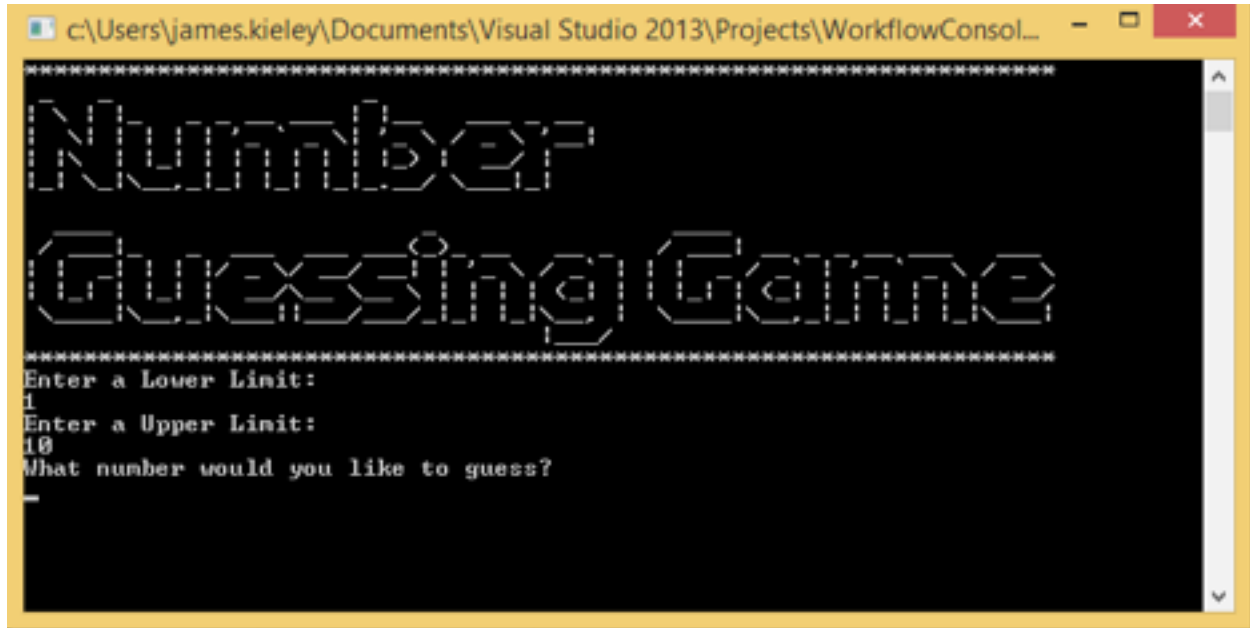 c:\Users\james.kieley\Documents\Visual Studio 2013\Projects\WorkflowConsol...
**********************************************************************
Number
Guessing Game
**********************************************************************
Enter a Lower Limit:
1
Enter a Upper Limit:
10
What number would you like to guess?